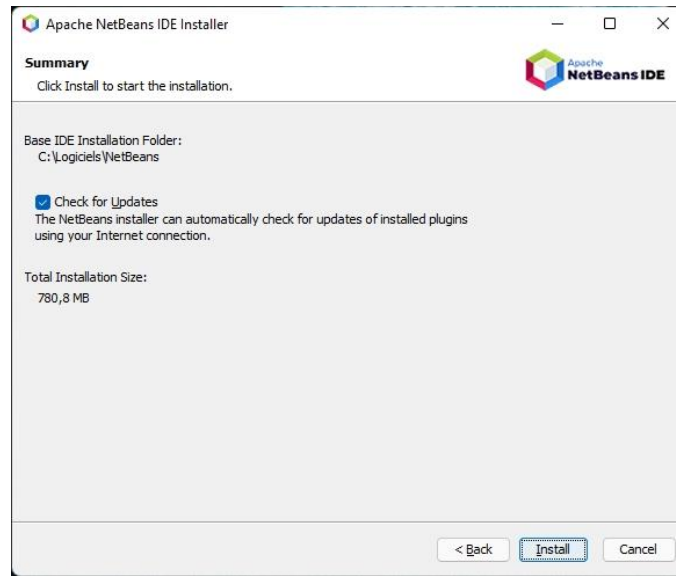 Apache NetBeans IDE Installer
Summary
Click Install to start the installation.
Apache
NetBeans IDE
Base IDE Installation Folder:
C:\Logiciels\NetBeans
Check for Updates
The NetBeans installer can automatically check for updates of installed plugins
using your Internet connection.
Total Installation Size:
780,8 MB
< Back Install Cancel